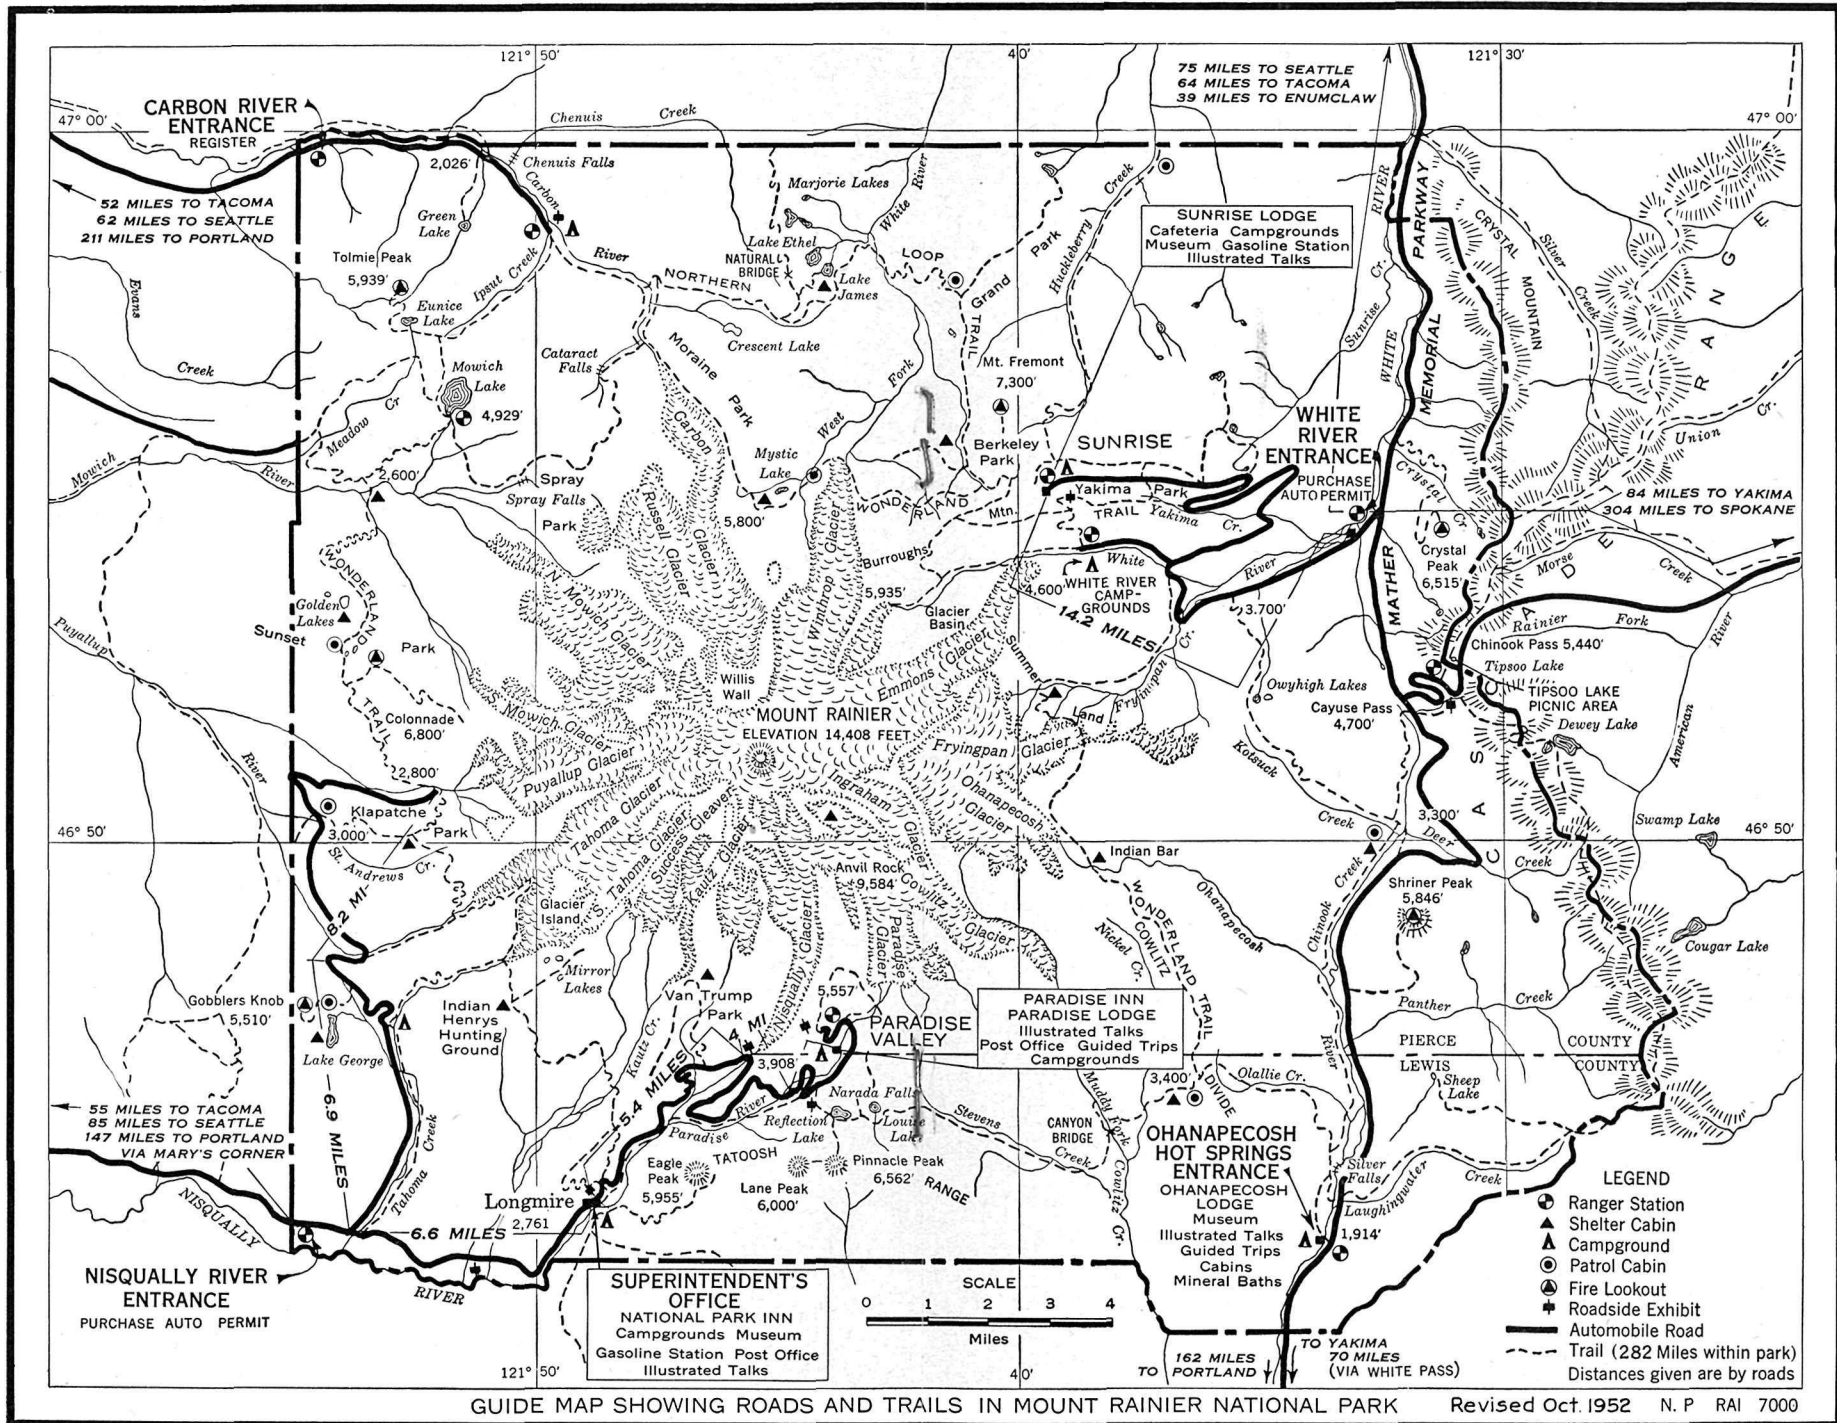 121° 50'
40'
121° 30'
75 MILES TO SEATTLE
64 MILES TO TACOMA
39 MILES TO ENUMCLAW
CARBON RIVER
ENTRANCE
REGISTER
47° 00'
47° 00'
Chenuis Creek
Chenuis Falls
2,026'
Carbon
River
52 MILES TO TACOMA
62 MILES TO SEATTLE
211 MILES TO PORTLAND
Green
Lake
Tolmie Peak
5,939'
Ipsut Creek
Eunice
Lake
Evans
Creek
Marjorie Lakes
White
River
Lake Ethel
NATURAL
BRIDGE
Lake
James
NORTHERN
LOOP
TRAIL
Grand
Park
Huckleberry
Creek
SUNRISE LODGE
Cafeteria Campgrounds
Museum Gasoline Station
Illustrated Talks
RIVER
PARKWAY
CRYSTAL
MOUNTAIN
Silver
Creek
RANGE
Sunrise Cr.
WHITE
MEMORIAL
Crescent Lake
Cataract
Falls
Moraine
Park
Mowich
Lake
4,929'
Meadow Cr
Fork
West
Mt. Fremont
7,300'
Berkeley
Park
SUNRISE
WHITE
RIVER
ENTRANCE
PURCHASE
AUTO PERMIT
Union
Cr.
Mowich
River
2,600'
Spray
Spray Falls
Park
Carbon
Glacier
Russell Glacier
Mystic
Lake
5,800'
WONDERLAND
Mtn.
TRAIL
Yakima
Park
Yakima
Cr.
Burroughs
Crystal
Cr.
84 MILES TO YAKIMA
304 MILES TO SPOKANE
Crystal
Peak
6,515'
Morse
Creek
White
River
WHITE RIVER
CAMP-
GROUNDS
4,600'
14.2 MILES
3.700'
MATHER
Rainier
Fork
Chinook Pass 5,440'
Tipsoo Lake
TIPSOO LAKE
PICNIC AREA
Dewey Lake
Cayuse Pass
4,700'
Owyhigh Lakes
WONDERLAND
Golden
Lakes
Sunset
Park
TRAIL
Colonnade
6,800'
N. Mowich Glacier
S. Mowich Glacier
Puyallup Glacier
Winthrop Glacier
5,935'
Glacier
Basin
Emmons Glacier
Summer
Land
Fryingpan
Cr.
Fryingpan Glacier
Willis
Wall
MOUNT RAINIER
ELEVATION 14,408 FEET
Puyallup
River
2,800'
Klapatche
Park
3,000'
St. Andrews Cr.
8.2 MI
46° 50'
46° 50'
Tahoma Glacier
S. Tahoma Glacier
Success Cleaver
Kautz Glacier
Glacier
Island
Ingraham
Glacier
Ohanapecosh
Glacier
Anvil Rock
9,584'
Cowlitz
Glacier
Nisqually Glacier
Paradise
Glacier
Kotsuck
Creek
3,300'
Deer
Creek
CASCADE
American
River
Swamp Lake
Cougar Lake
Indian Bar
Ohanapecosh
Chinook
Creek
Shriner Peak
5,846'
WONDERLAND TRAIL
COWLITZ
DIVIDE
Nickel Cr.
Panther
Creek
PIERCE COUNTY
LEWIS COUNTY
Sheep
Lake
Gobblers Knob
5,510'
Lake George
Indian
Henrys
Hunting
Ground
Mirror
Lakes
Van Trump
Park
4 MI
Kautz Cr.
5.4 MILES
5,557'
PARADISE
VALLEY
3,908'
PARADISE INN
PARADISE LODGE
Illustrated Talks
Post Office Guided Trips
Campgrounds
Narada Falls
Reflection
Lake
Louise
Lake
Paradise
River
Stevens
Creek
Muddy Fork
Cowlitz
Cr.
CANYON
BRIDGE
3,400'
Olallie Cr.
River
55 MILES TO TACOMA
85 MILES TO SEATTLE
147 MILES TO PORTLAND
VIA MARY'S CORNER
6.9 MILES
Tahoma
Creek
NISQUALLY
RIVER
6.6 MILES
Longmire
2,761
Eagle
Peak
5,955'
TATOOSH
RANGE
Lane Peak
6,000'
Pinnacle Peak
6,562'
NISQUALLY RIVER
ENTRANCE
PURCHASE AUTO PERMIT
SUPERINTENDENT'S
OFFICE
NATIONAL PARK INN
Campgrounds Museum
Gasoline Station Post Office
Illustrated Talks
SCALE
0 1 2 3 4
Miles
OHANAPECOSH
HOT SPRINGS
ENTRANCE
OHANAPECOSH
LODGE
Museum
Illustrated Talks
Guided Trips
Cabins
Mineral Baths
Silver
Falls
Laughingwater
Creek
1,914'
162 MILES
TO PORTLAND
TO YAKIMA
70 MILES
(VIA WHITE PASS)
LEGEND
Ranger Station
Shelter Cabin
Campground
Patrol Cabin
Fire Lookout
Roadside Exhibit
Automobile Road
Trail (282 Miles within park)
Distances given are by roads
121° 50'
40'
GUIDE MAP SHOWING ROADS AND TRAILS IN MOUNT RAINIER NATIONAL PARK
Revised Oct. 1952 N. P RAI 7000